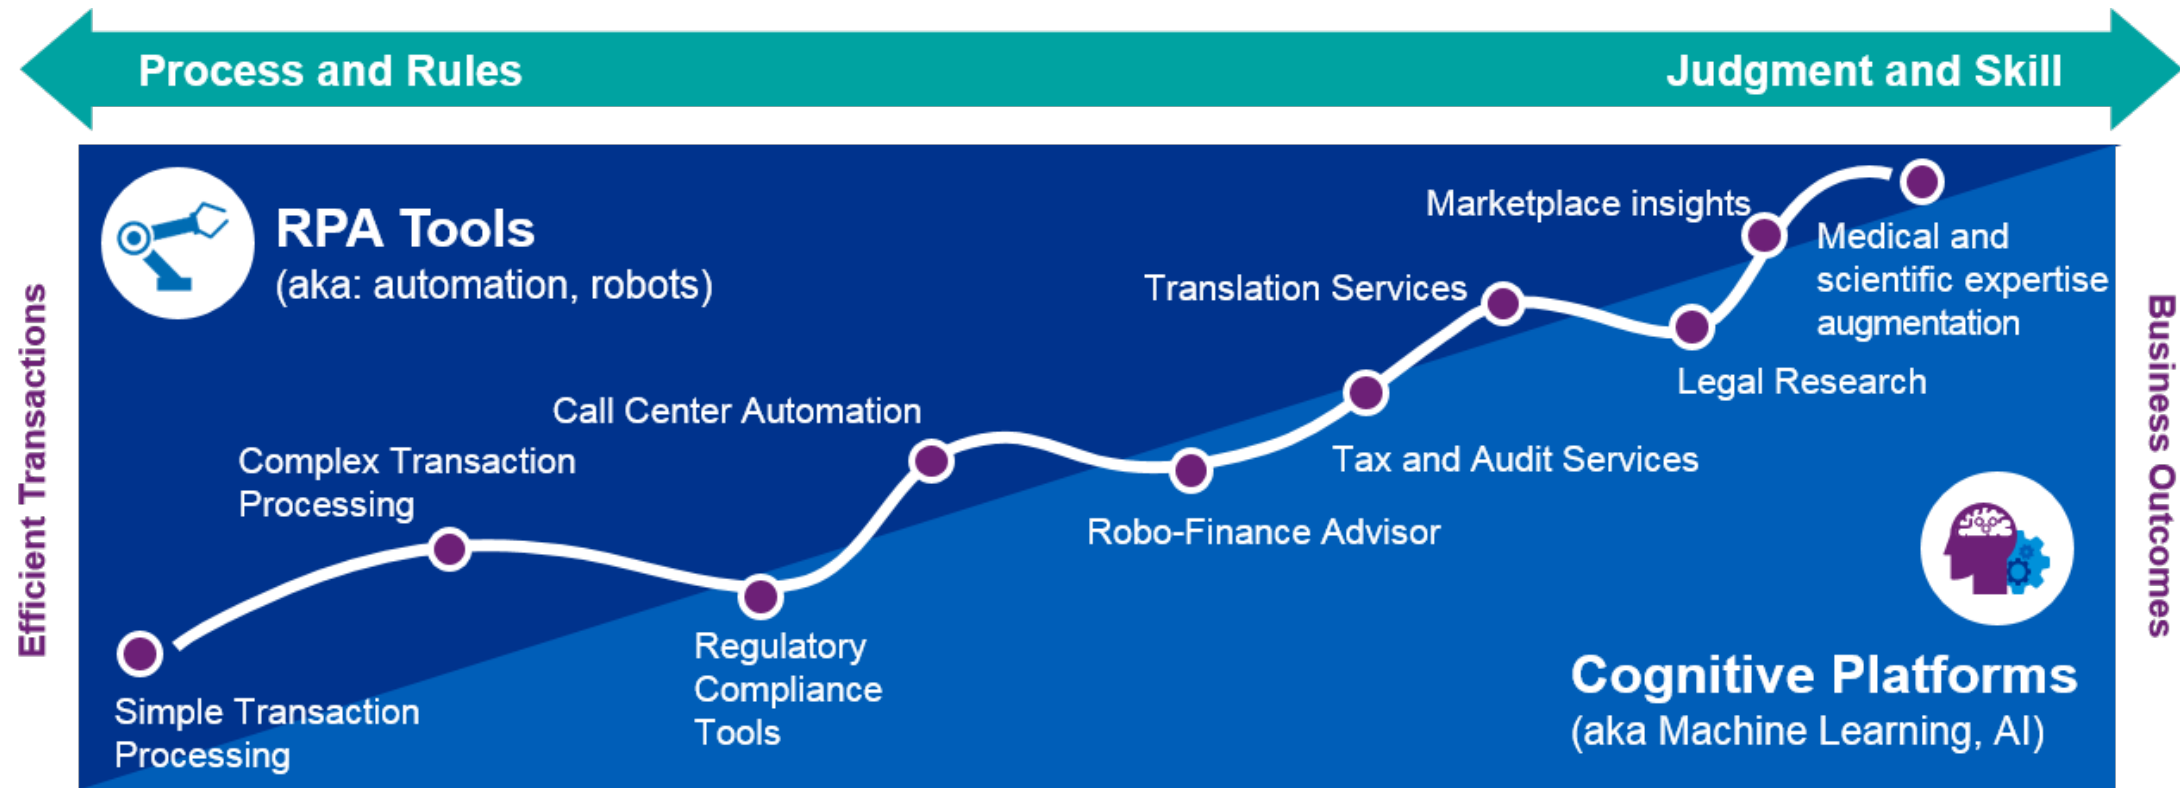 Process and Rules
Judgment and Skill
RPA Tools
(aka: automation, robots)
Efficient Transactions
Simple Transaction
Processing
Complex Transaction
Processing
Regulatory
Compliance
Tools
Call Center Automation
Robo-Finance Advisor
Tax and Audit Services
Translation Services
Legal Research
Marketplace insights
Medical and
scientific expertise
augmentation
Cognitive Platforms
(aka Machine Learning, AI)
Business Outcomes